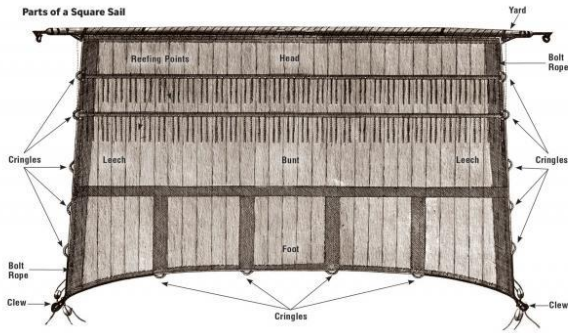 Parts of a Square Sail
Yard
Reefing Points
Head
Bolt
Rope
Cringles
Leech
Bunt
Leech
Cringles
Foot
Bolt
Rope
Clew
Cringles
Clew